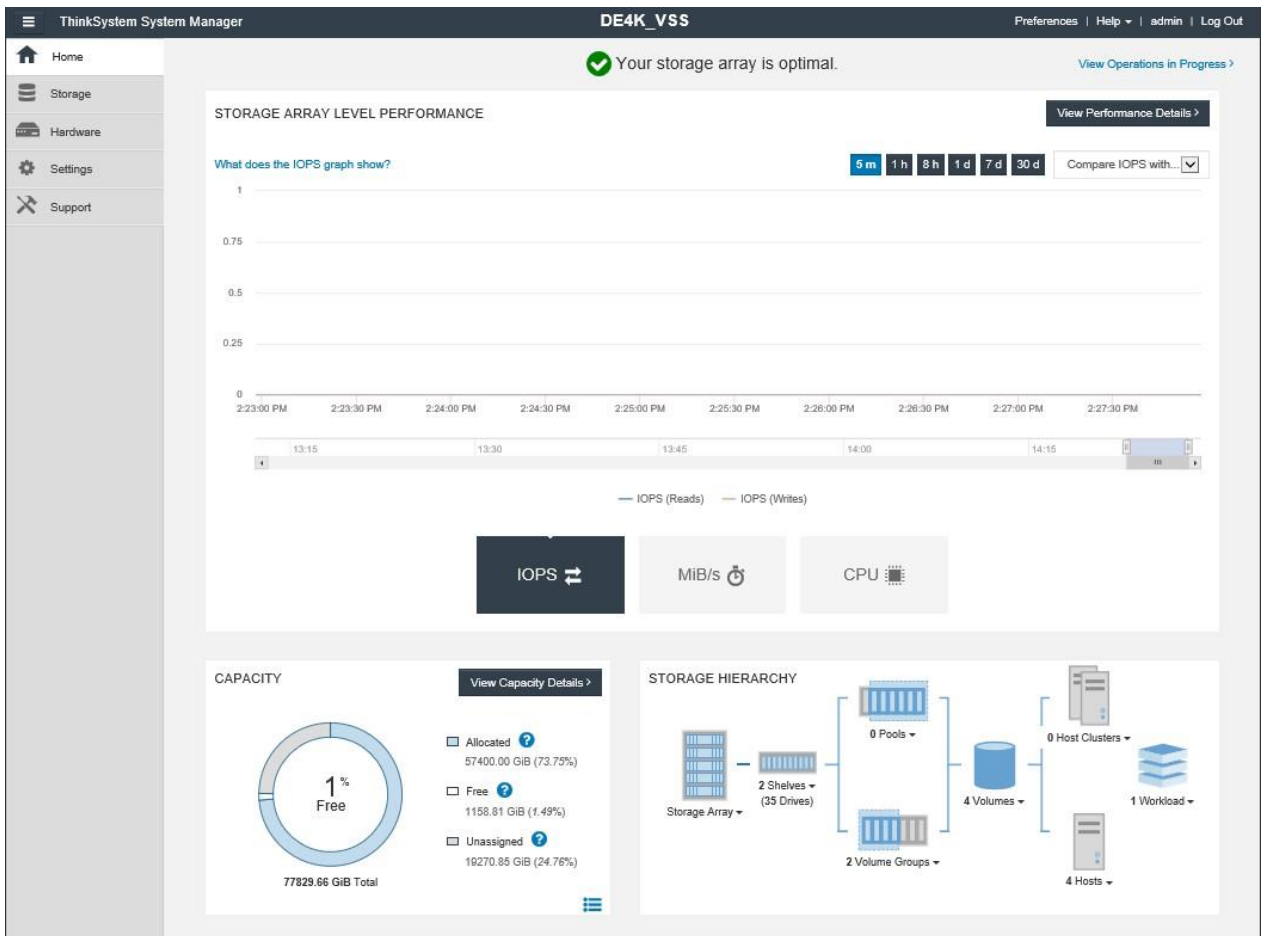 ThinkSystem System Manager
DE4K_VSS
Preferences | Help | admin | Log Out
Home
Storage
Hardware
Settings
Support
Your storage array is optimal.
View Operations in Progress >
STORAGE ARRAY LEVEL PERFORMANCE
View Performance Details >
What does the IOPS graph show?
5 m 1 h 8 h 1 d 7 d 30 d
Compare IOPS with...
1
0.75
0.5
0.25
0
2:23:00 PM 2:23:30 PM 2:24:00 PM 2:24:30 PM 2:25:00 PM 2:25:30 PM 2:26:00 PM 2:26:30 PM 2:27:00 PM 2:27:30 PM
13:15 13:30 13:45 14:00 14:15
IOPS (Reads) IOPS (Writes)
IOPS
MiB/s
CPU
CAPACITY
View Capacity Details >
1%
Free
77829.66 GiB Total
Allocated ?
57400.00 GiB (73.75%)
Free ?
1158.81 GiB (1.49%)
Unassigned ?
19270.85 GiB (24.76%)
STORAGE HIERARCHY
Storage Array
2 Shelves
(35 Drives)
0 Pools
2 Volume Groups
4 Volumes
0 Host Clusters
4 Hosts
1 Workload